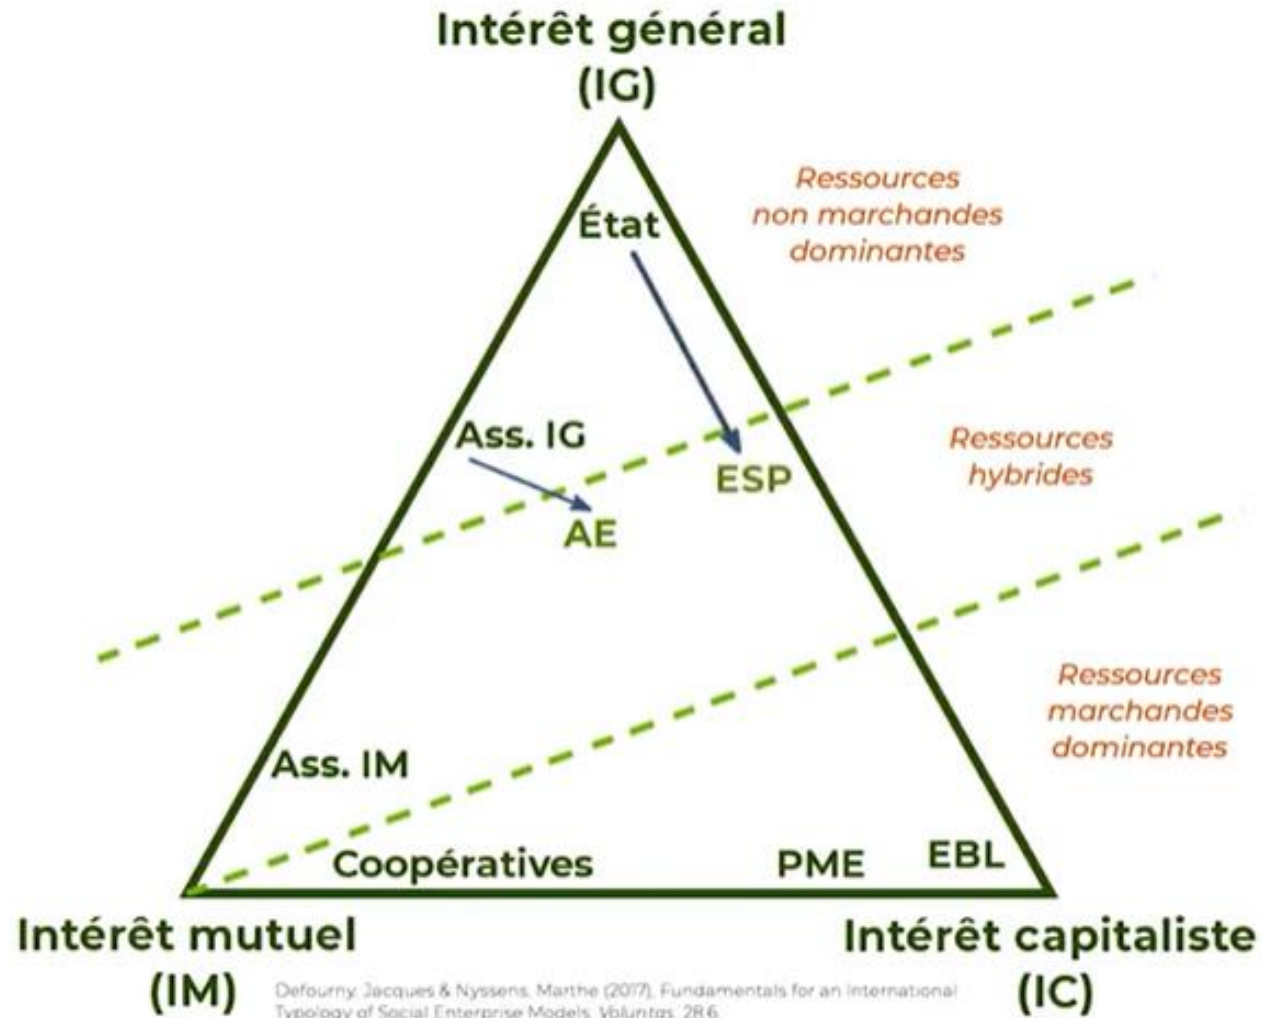 Intérêt général
(IG)
Ressources
non marchandes
dominantes
État
Ass. IG
Ressources
hybrides
ESP
AE
Ressources
marchandes
dominantes
Ass. IM
Coopératives
PME
EBL
Intérêt mutuel
(IM)
Intérêt capitaliste
(IC)
Defourny, Jacques & Nyssens, Marthe (2017), Fundamentals for an International
Typology of Social Enterprise Models, Voluntas, 28:6.